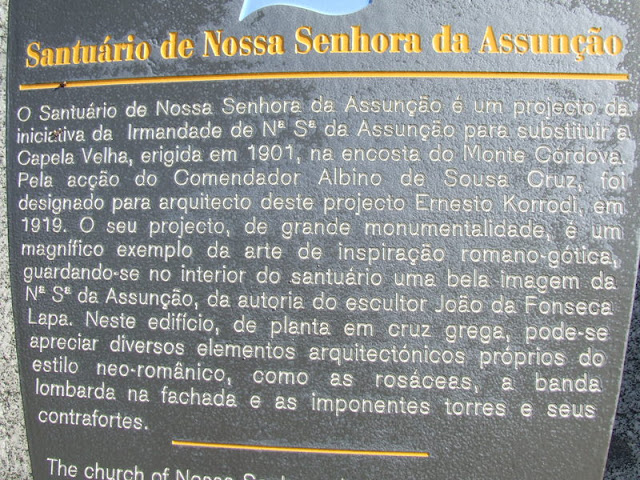 Santuário de Nossa Senhora da Assunção
O Santuário de Nossa Senhora da Assunção é um projecto da
iniciativa da Irmandade de Nª Sª da Assunção para substituir a
Capela Velha, erigida em 1901, na encosta do Monte Cordova.
Pela acção do Comendador Albino de Sousa Cruz, foi
designado para arquitecto deste projecto Ernesto Korrodi, em
1919. O seu projecto, de grande monumentalidade, é um
magnífico exemplo da arte de inspiração romano-gótica,
guardando-se no interior do santuário uma bela imagem da
Nª Sª da Assunção, da autoria do escultor João da Fonseca
Lapa. Neste edifício, de planta em cruz grega, pode-se
apreciar diversos elementos arquitectónicos próprios do
estilo neo-românico, como as rosáceas, a banda
lombarda na fachada e as imponentes torres e seus
contrafortes.
The church of Nossa